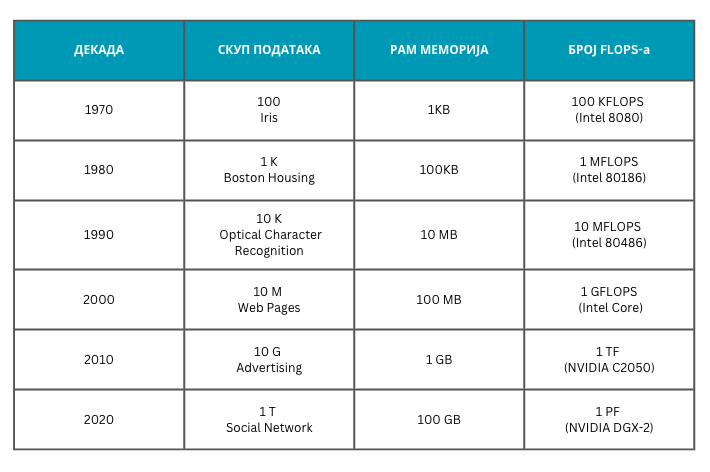 ДЕКАДА
СКУП ПОДАТАКА
РАМ МЕМОРИЈА
БРОЈ FLOPS-а
1970
100
Iris
1KB
100 KFLOPS
(Intel 8080)
1980
1 K
Boston Housing
100KB
1 MFLOPS
(Intel 80186)
1990
10 K
Optical Character
Recognition
10 MB
10 MFLOPS
(Intel 80486)
2000
10 M
Web Pages
100 MB
1 GFLOPS
(Intel Core)
2010
10 G
Advertising
1 GB
1 TF
(NVIDIA C2050)
2020
1 T
Social Network
100 GB
1 PF
(NVIDIA DGX-2)